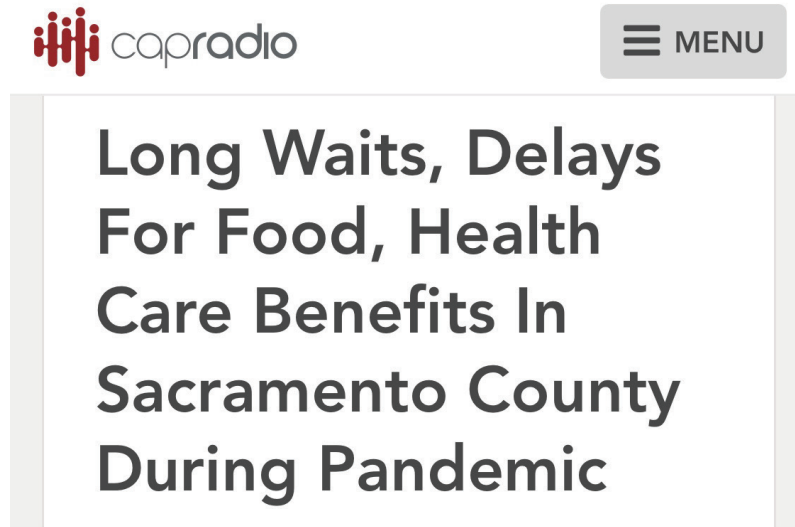 capradio
MENU
Long Waits, Delays
For Food, Health
Care Benefits In
Sacramento County
During Pandemic